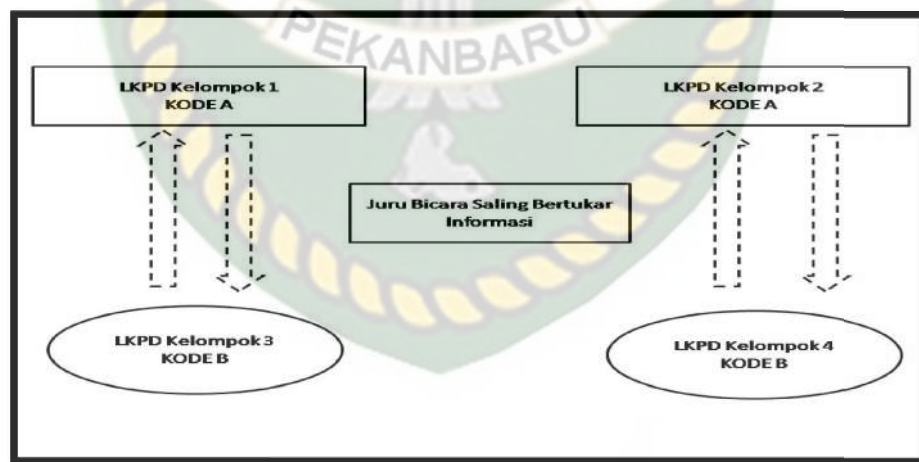 PEKANBARU
LKPD Kelompok 1
KODE A
LKPD Kelompok 2
KODE A
Juru Bicara Saling Bertukar
Informasi
LKPD Kelompok 3
KODE B
LKPD Kelompok 4
KODE B